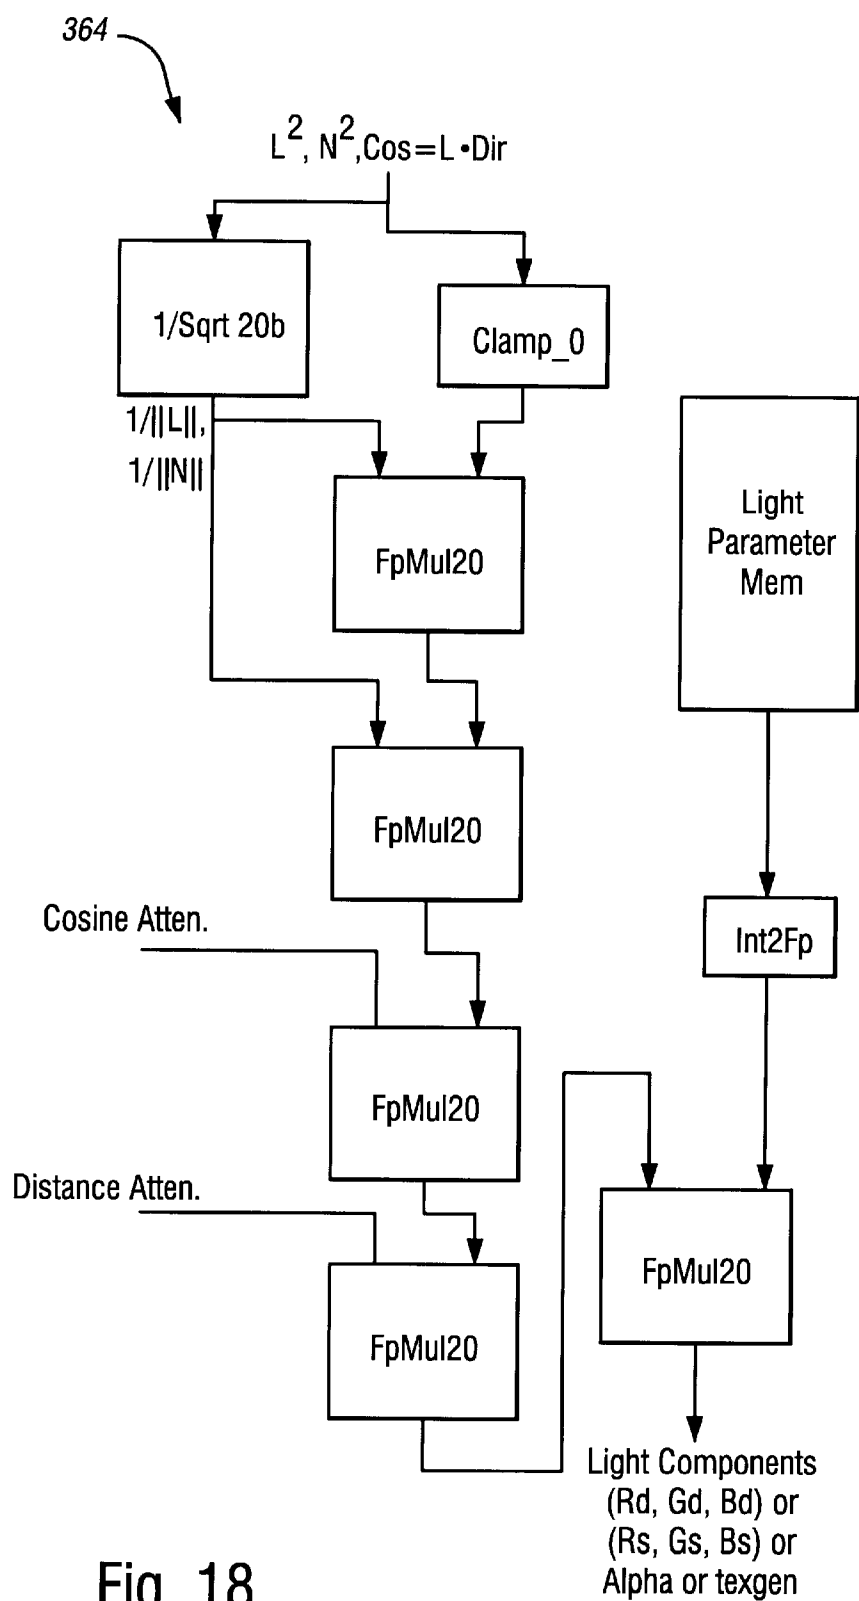 364
L², N², Cos=L•Dir
1/Sqrt 20b
Clamp_0
1/||L||,
1/||N||
FpMul20
Light
Parameter
Mem
FpMul20
Cosine Atten.
Int2Fp
FpMul20
Distance Atten.
FpMul20
FpMul20
Light Components
(Rd, Gd, Bd) or
(Rs, Gs, Bs) or
Alpha or texgen
Fig. 18